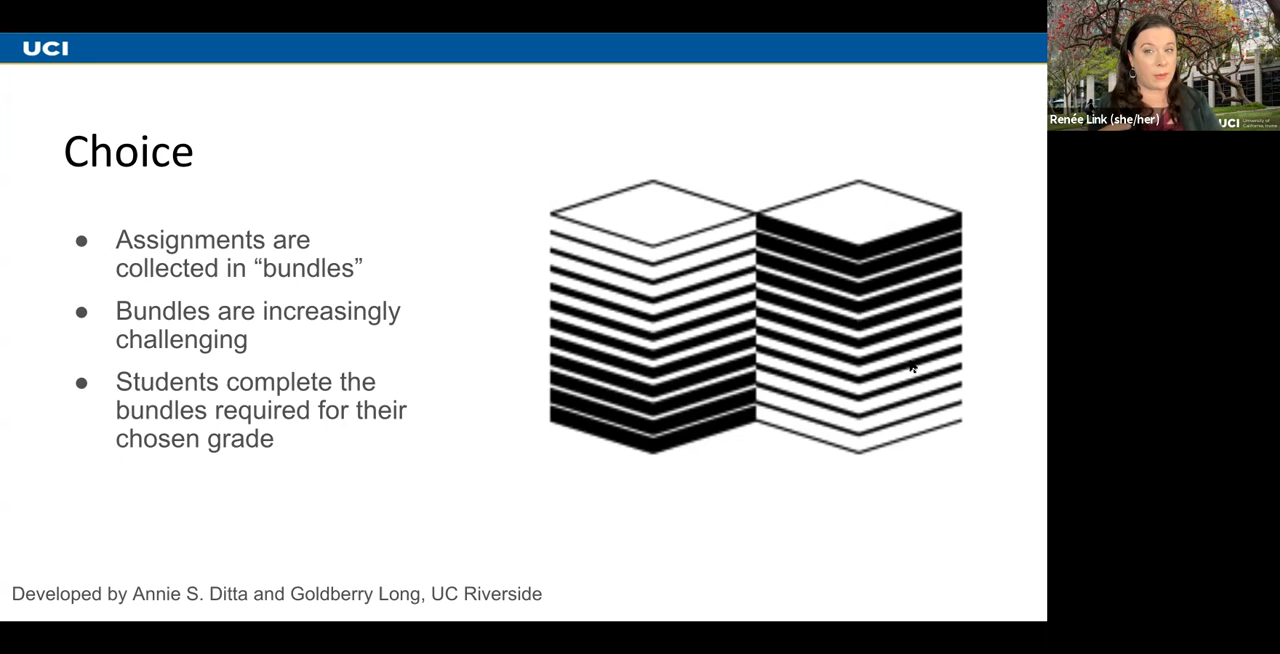 UCI
Choice
● Assignments are
collected in “bundles”
● Bundles are increasingly
challenging
● Students complete the
bundles required for their
chosen grade
Developed by Annie S. Ditta and Goldberry Long, UC Riverside
Renée Link (she/her)
UCI